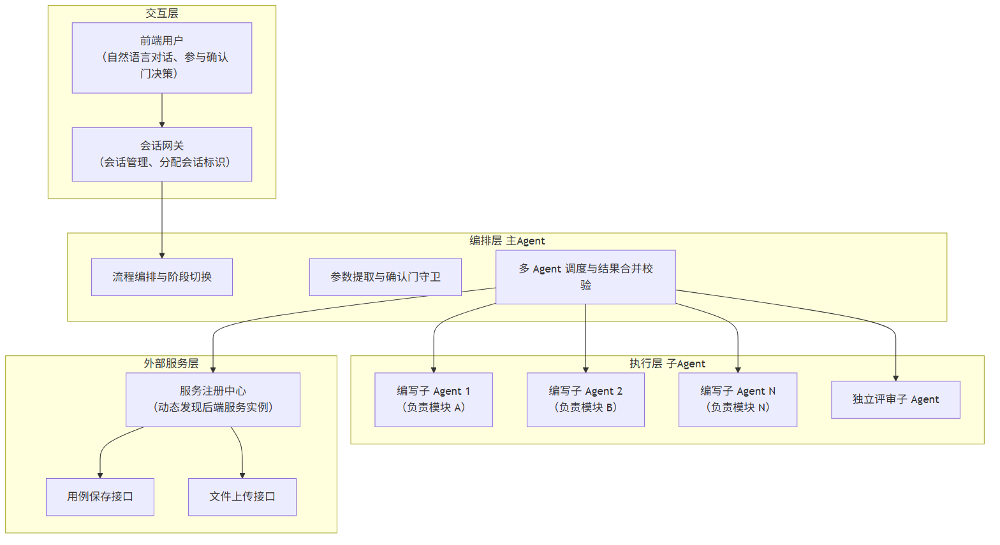 交互层
前端用户
（自然语言对话、参与确认
门决策）
会话网关
（会话管理、分配会话标识）
编排层 主Agent
流程编排与阶段切换
参数提取与确认门守卫
多 Agent 调度与结果合并校
验
外部服务层
服务注册中心
（动态发现后端服务实例）
用例保存接口
文件上传接口
执行层 子Agent
编写子 Agent 1
（负责模块 A）
编写子 Agent 2
（负责模块 B）
编写子 Agent N
（负责模块 N）
独立评审子 Agent